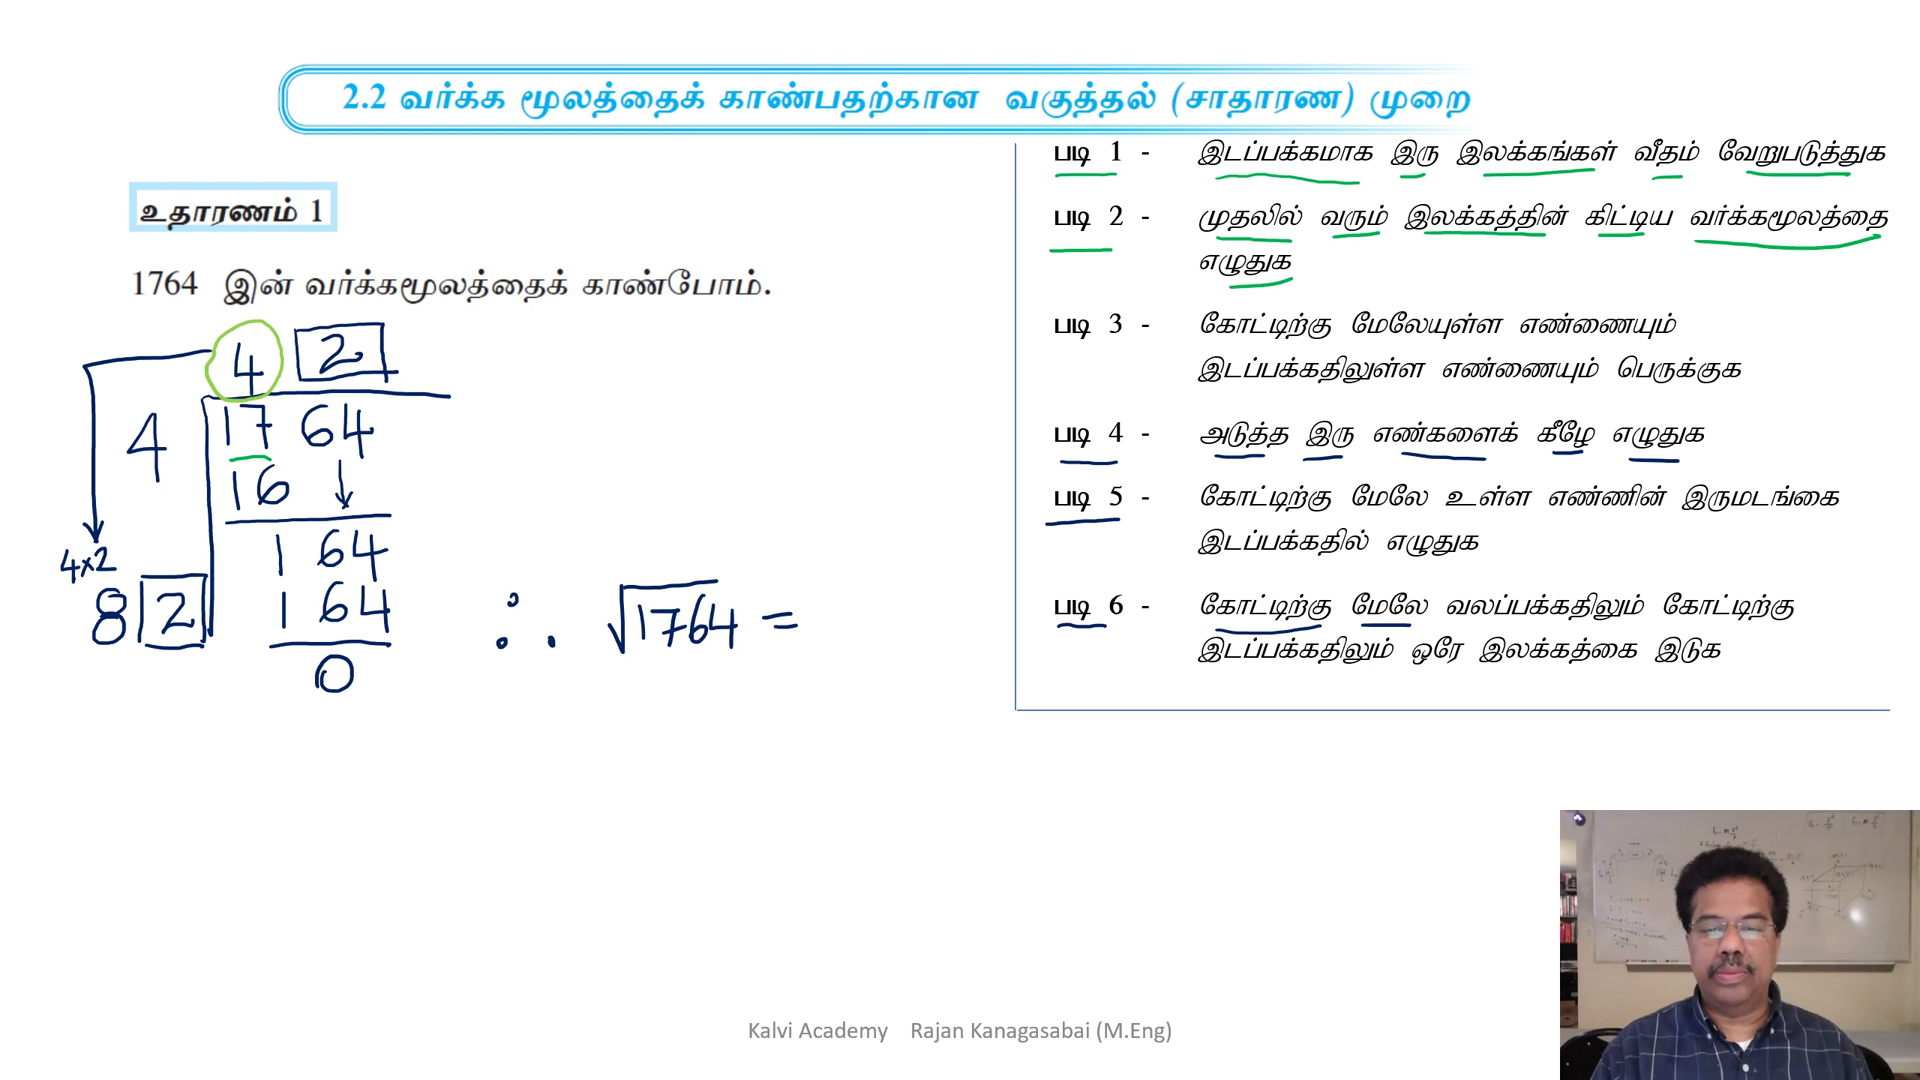 2.2 வர்க்க மூலத்தைக் காண்பதற்கான வகுத்தல் (சாதாரண) முறை
உதாரணம் 1
1764 இன் வர்க்கமூலத்தைக் காண்போம்.
4 2
4 17 64
16
1 64
4×2
8 2 1 64
0
∴ √1764 =
படி 1 - இடப்பக்கமாக இரு இலக்கங்கள் வீதம் வேறுபடுத்துக
படி 2 - முதலில் வரும் இலக்கத்தின் கிட்டிய வர்க்கமூலத்தை
எழுதுக
படி 3 - கோட்டிற்கு மேலேயுள்ள எண்ணையும்
இடப்பக்கதிலுள்ள எண்ணையும் பெருக்குக
படி 4 - அடுத்த இரு எண்களைக் கீழே எழுதுக
படி 5 - கோட்டிற்கு மேலே உள்ள எண்ணின் இருமடங்கை
இடப்பக்கதில் எழுதுக
படி 6 - கோட்டிற்கு மேலே வலப்பக்கதிலும் கோட்டிற்கு
இடப்பக்கதிலும் ஒரே இலக்கத்கை இடுக
Kalvi Academy Rajan Kanagasabai (M.Eng)